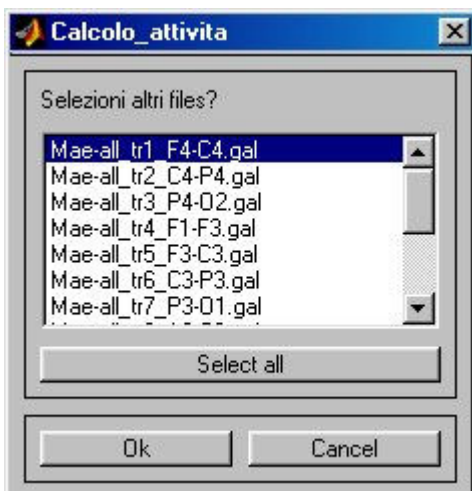 Calcolo_attivita
Selezioni altri files?
Mae-all_tr1_F4-C4.gal
Mae-all_tr2_C4-P4.gal
Mae-all_tr3_P4-O2.gal
Mae-all_tr4_F1-F3.gal
Mae-all_tr5_F3-C3.gal
Mae-all_tr6_C3-P3.gal
Mae-all_tr7_P3-O1.gal
Select all
Ok
Cancel